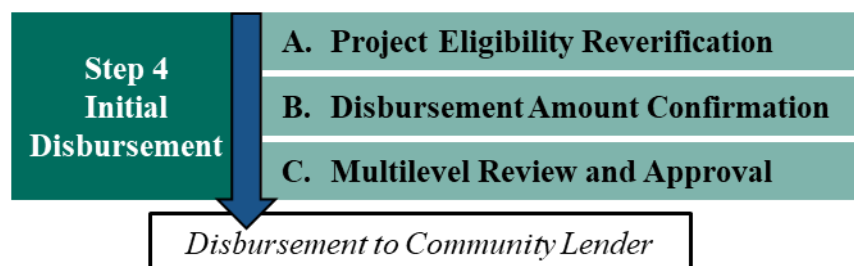 Step 4
Initial
Disbursement
A. Project Eligibility Reverification
B. Disbursement Amount Confirmation
C. Multilevel Review and Approval
Disbursement to Community Lender